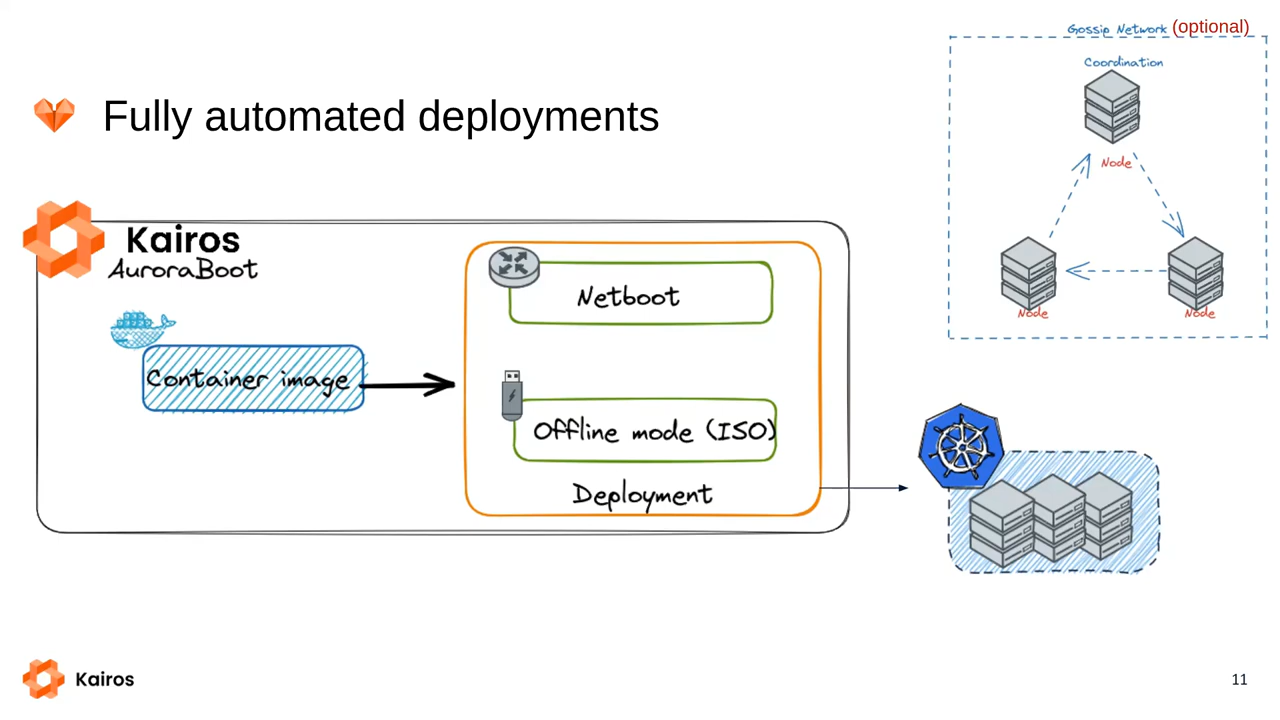 Gossip Network (optional)
Coordination
Fully automated deployments
Node
Kairos
AuroraBoot
Netboot
Node
Node
Container image
Offline mode (ISO)
Deployment
Kairos
11